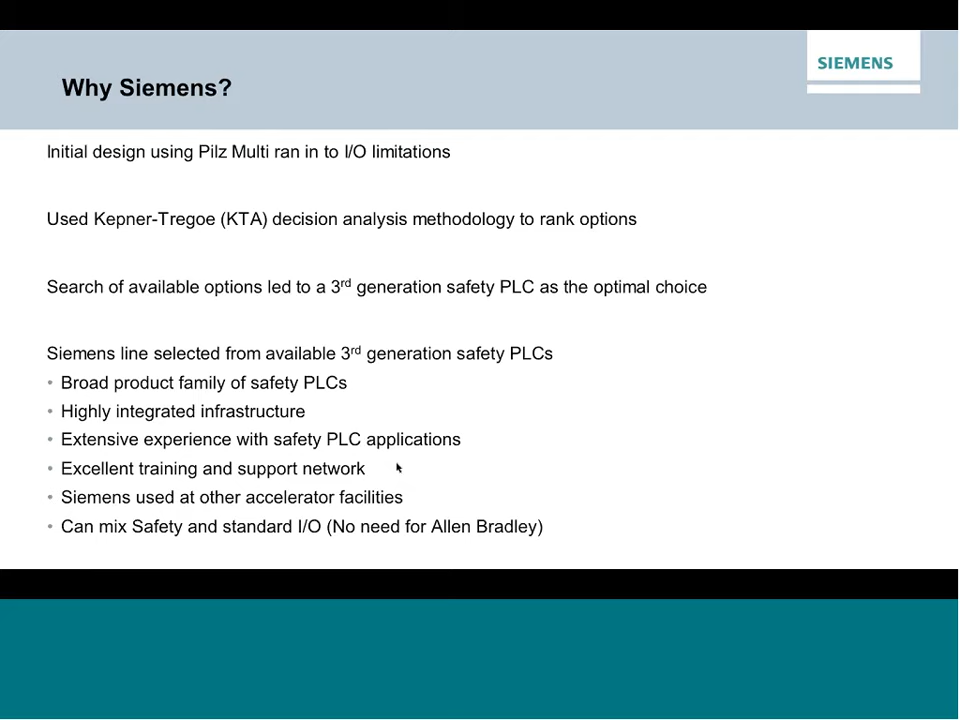 SIEMENS
Why Siemens?
Initial design using Pilz Multi ran in to I/O limitations
Used Kepner-Tregoe (KTA) decision analysis methodology to rank options
Search of available options led to a 3rd generation safety PLC as the optimal choice
Siemens line selected from available 3rd generation safety PLCs
• Broad product family of safety PLCs
• Highly integrated infrastructure
• Extensive experience with safety PLC applications
• Excellent training and support network
• Siemens used at other accelerator facilities
• Can mix Safety and standard I/O (No need for Allen Bradley)